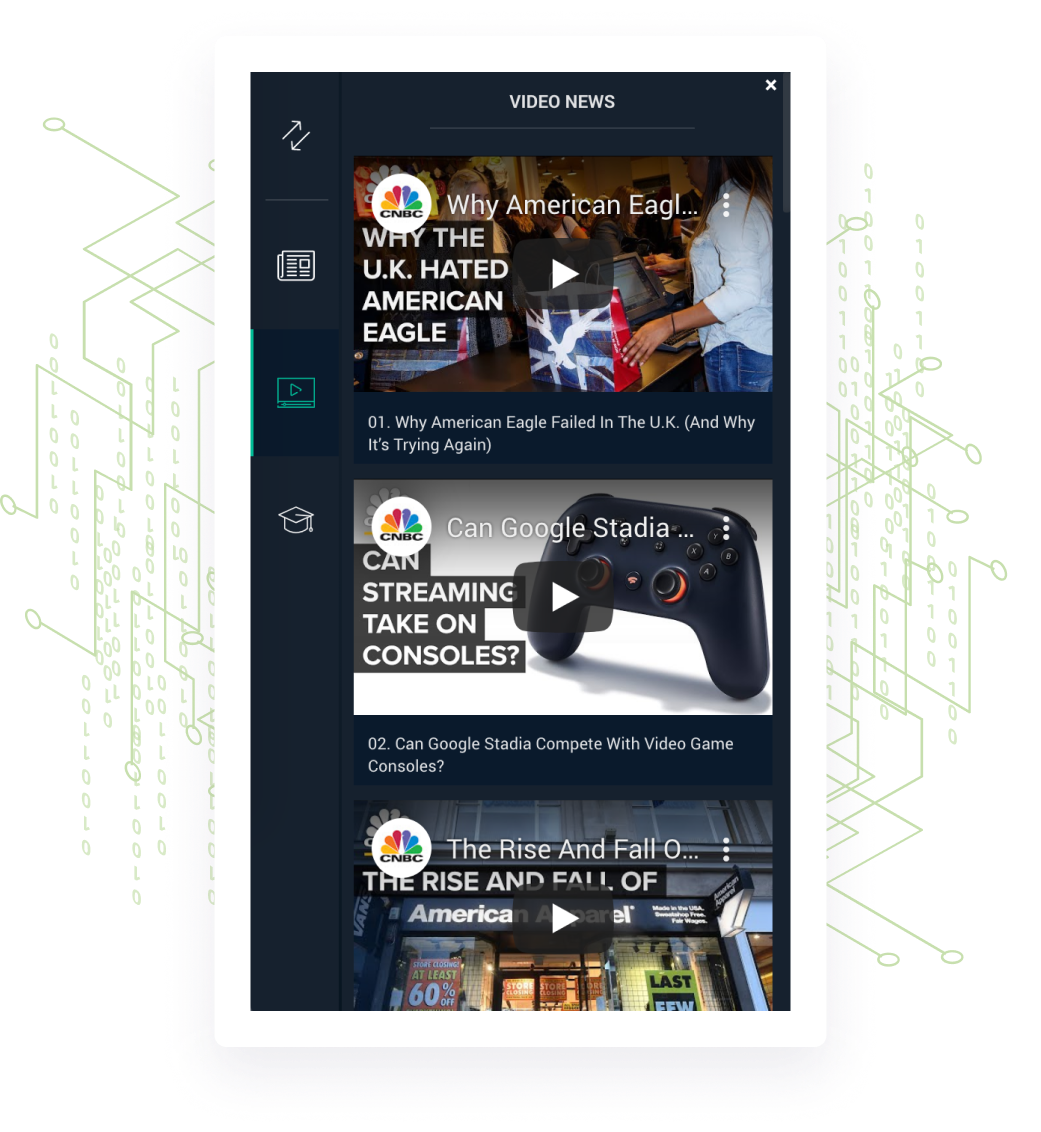 VIDEO NEWS
CNBC
Why American Eagl...
WHY THE
U.K. HATED
AMERICAN
EAGLE
01. Why American Eagle Failed In The U.K. (And Why
It's Trying Again)
CNBC
Can Google Stadia ...
CAN
STREAMING
TAKE ON
CONSOLES?
Y
X
B
A
02. Can Google Stadia Compete With Video Game
Consoles?
CNBC
The Rise And Fall O...
THE RISE AND FALL OF
VANS
American Apparel
American Apparel
Made in the USA.
Sweatshop Free.
Fair Wages.
STORE CLOSING!
AT LEAST
60% OFF
STORE CLOSING
STORE CLOSING
LAST
FEW